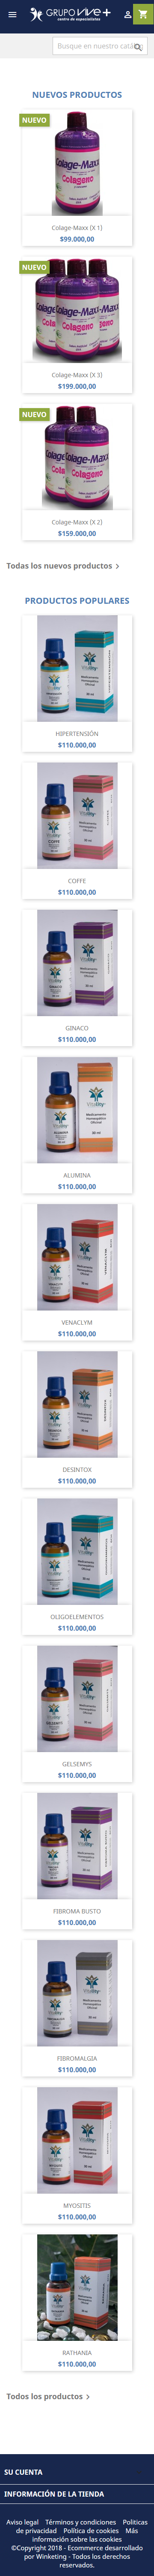 GRUPO vive+
centro de especialistas
Busque en nuestro catálogo
NUEVOS PRODUCTOS
NUEVO
Colage-Maxx
Colageno
Colage-Maxx (X 1)
$99.000,00
NUEVO
Colageno
Colage-Maxx (X 3)
$199.000,00
NUEVO
Colageno
Colage-Maxx (X 2)
$159.000,00
Todas los nuevos productos
PRODUCTOS POPULARES
HIPERTENSIÓN
$110.000,00
COFFE
$110.000,00
GINACO
$110.000,00
ALUMINA
$110.000,00
VENACLYM
$110.000,00
DESINTOX
$110.000,00
OLIGOELEMENTOS
$110.000,00
GELSEMYS
$110.000,00
FIBROMA BUSTO
$110.000,00
FIBROMALGIA
$110.000,00
MYOSITIS
$110.000,00
RATHANIA
$110.000,00
Todos los productos
SU CUENTA
INFORMACIÓN DE LA TIENDA
Aviso legal Términos y condiciones Politicas
de privacidad Política de cookies Más
información sobre las cookies
©Copyright 2018 - Ecommerce desarrollado
por Winketing - Todos los derechos
reservados.